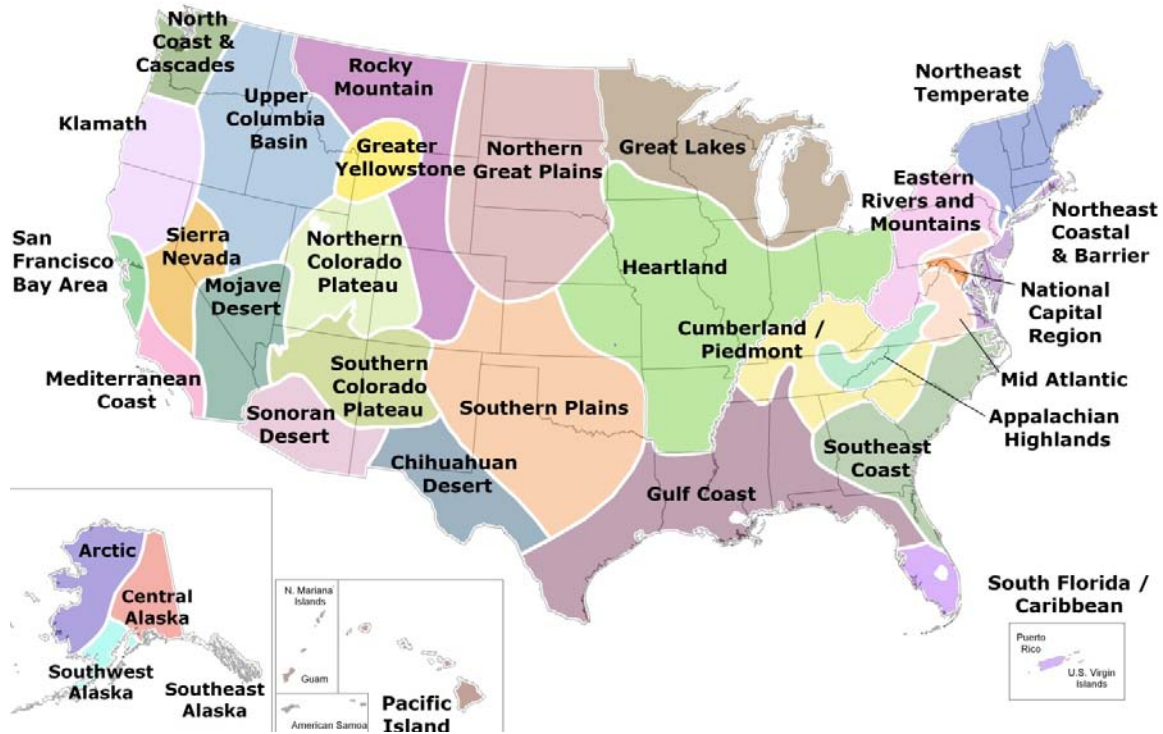 North
Coast &
Cascades
Rocky
Mountain
Northeast
Temperate
Klamath
Upper
Columbia
Basin
Greater
Yellowstone
Northern
Great Plains
Great Lakes
Eastern
Rivers and
Mountains
Northeast
Coastal
& Barrier
San
Francisco
Bay Area
Sierra
Nevada
Northern
Colorado
Plateau
Mojave
Desert
Heartland
National
Capital
Region
Cumberland /
Piedmont
Mediterranean
Coast
Southern
Colorado
Plateau
Sonoran
Desert
Southern Plains
Mid Atlantic
Appalachian
Highlands
Southeast
Coast
Chihuahuan
Desert
Gulf Coast
South Florida /
Caribbean
Arctic
Central
Alaska
Southwest
Alaska
Southeast
Alaska
N. Mariana
Islands
Guam
American Samoa
Pacific
Island
Puerto
Rico
U.S. Virgin
Islands